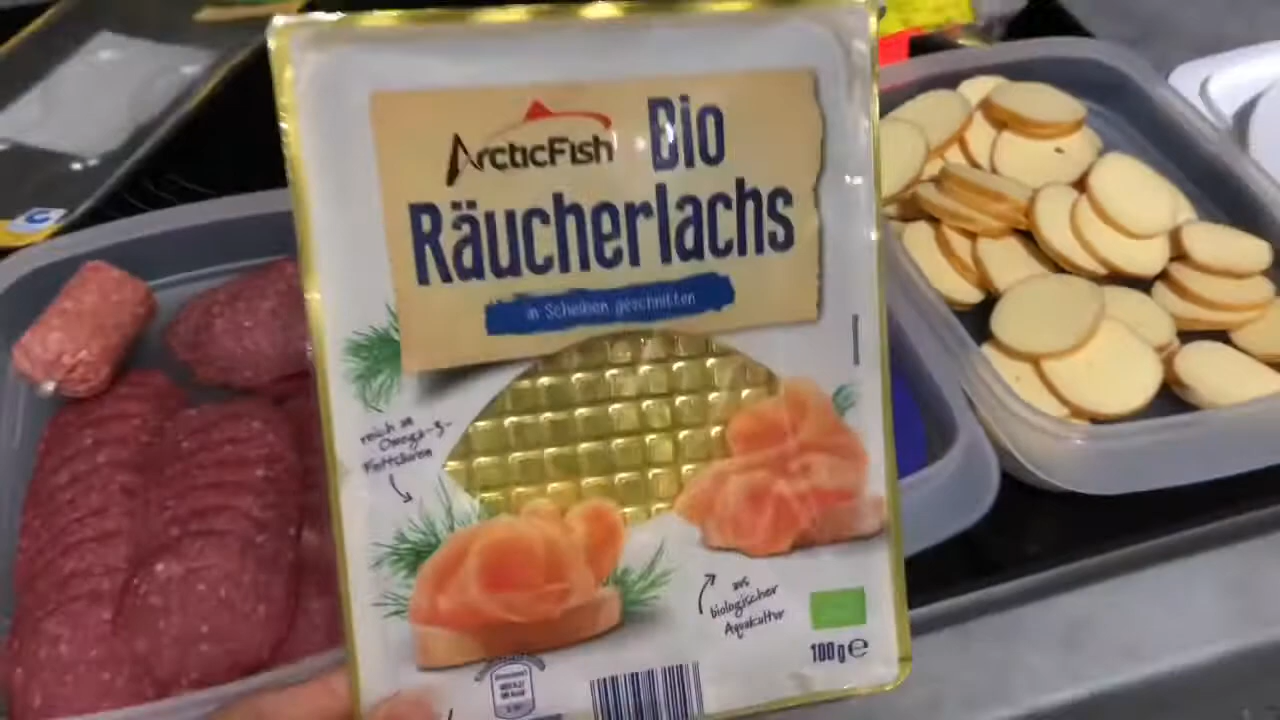 ArcticFish
Bio
Räucherlachs
in Scheiben geschnitten
reich an
Omega-3-
Fettsäuren
aus
biologischer
Aquakultur
100g℮